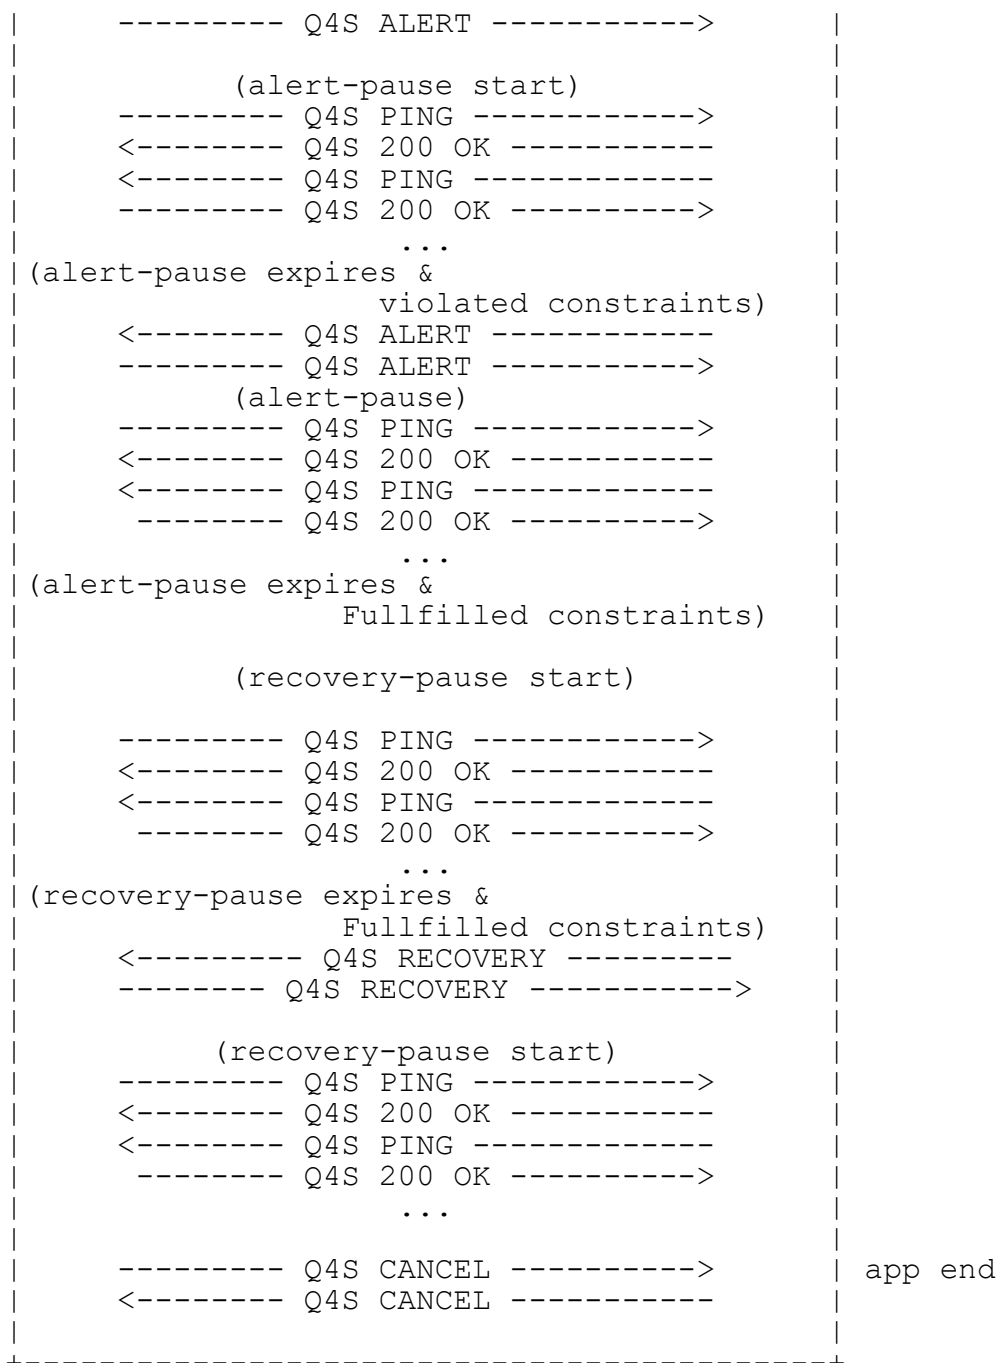 | --------- Q4S ALERT -----------> |
| |
| (alert-pause start) |
| --------- Q4S PING ------------> |
| <-------- Q4S 200 OK ----------- |
| <-------- Q4S PING ------------- |
| --------- Q4S 200 OK ----------> |
| ... |
|(alert-pause expires & |
| violated constraints) |
| <-------- Q4S ALERT ------------ |
| --------- Q4S ALERT -----------> |
| (alert-pause) |
| --------- Q4S PING ------------> |
| <-------- Q4S 200 OK ----------- |
| <-------- Q4S PING ------------- |
| -------- Q4S 200 OK ----------> |
| ... |
|(alert-pause expires & |
| Fullfilled constraints) |
| |
| (recovery-pause start) |
| |
| --------- Q4S PING ------------> |
| <-------- Q4S 200 OK ----------- |
| <-------- Q4S PING ------------- |
| -------- Q4S 200 OK ----------> |
| ... |
|(recovery-pause expires & |
| Fullfilled constraints) |
| <--------- Q4S RECOVERY --------- |
| -------- Q4S RECOVERY -----------> |
| |
| (recovery-pause start) |
| --------- Q4S PING ------------> |
| <-------- Q4S 200 OK ----------- |
| <-------- Q4S PING ------------- |
| -------- Q4S 200 OK ----------> |
| ... |
| |
| --------- Q4S CANCEL ----------> | app end
| <-------- Q4S CANCEL ----------- |
| |
+--------------------------------------------+